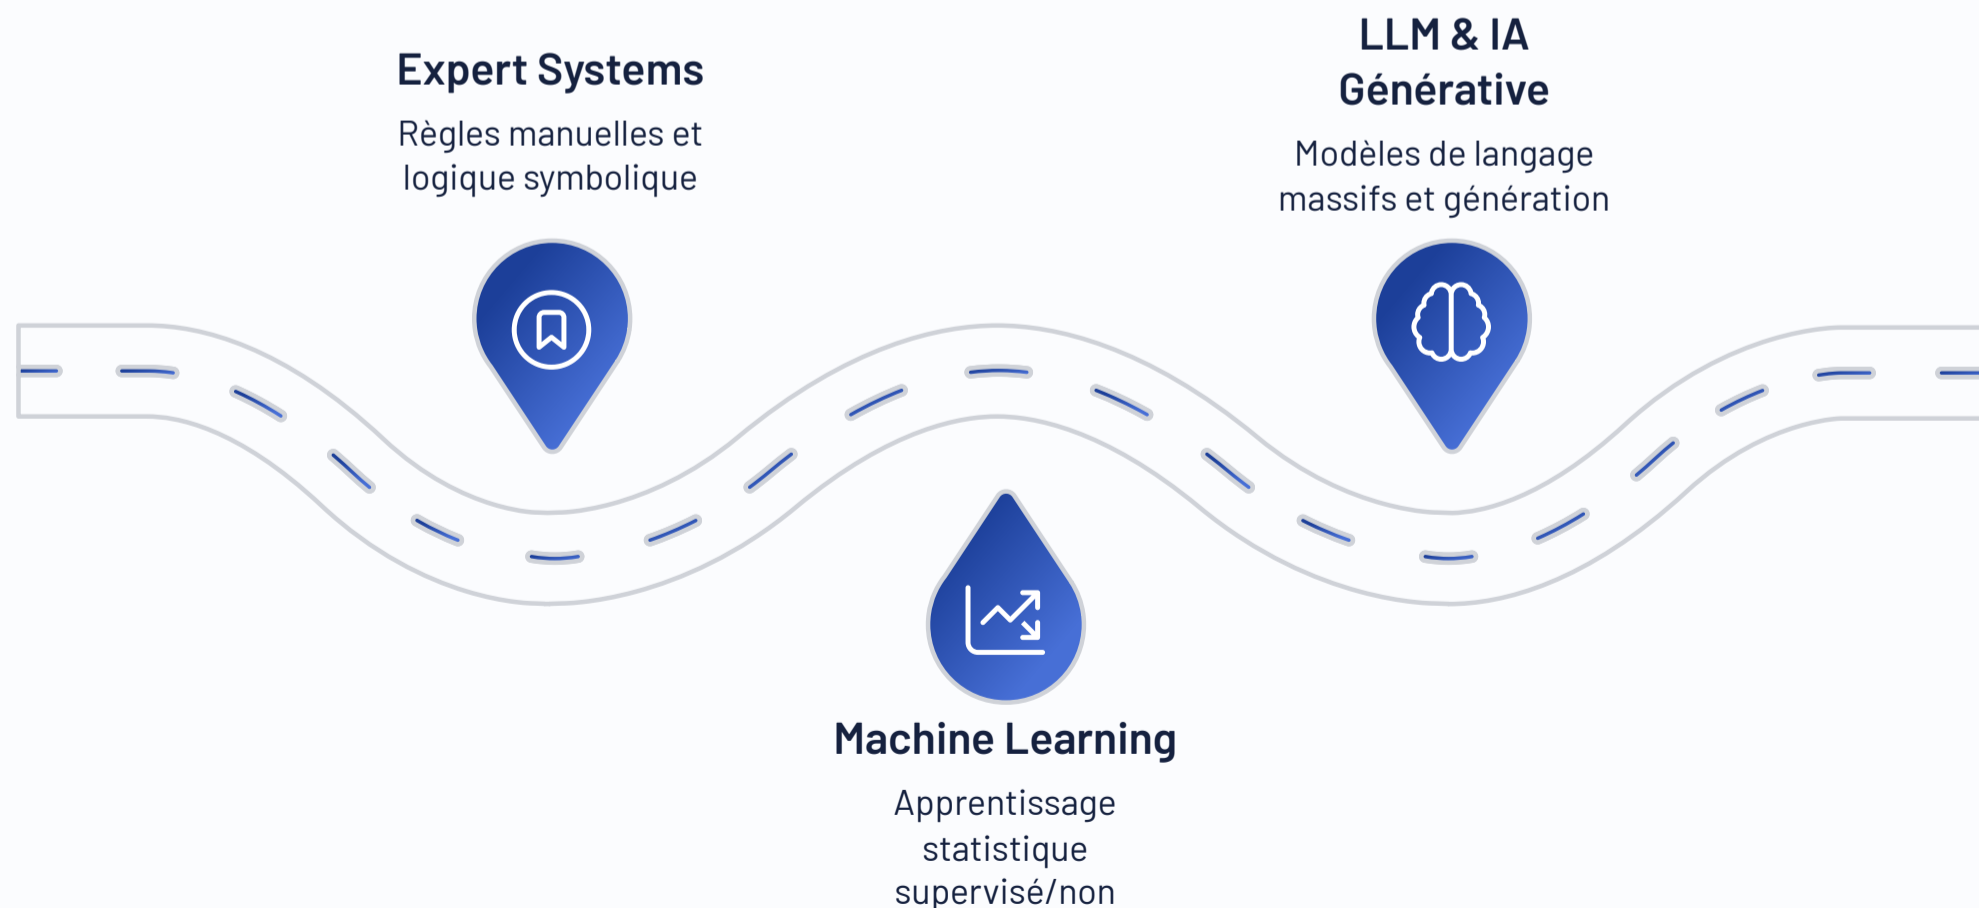 Expert Systems
Règles manuelles et
logique symbolique
LLM & IA
Générative
Modèles de langage
massifs et génération
Machine Learning
Apprentissage
statistique
supervisé/non